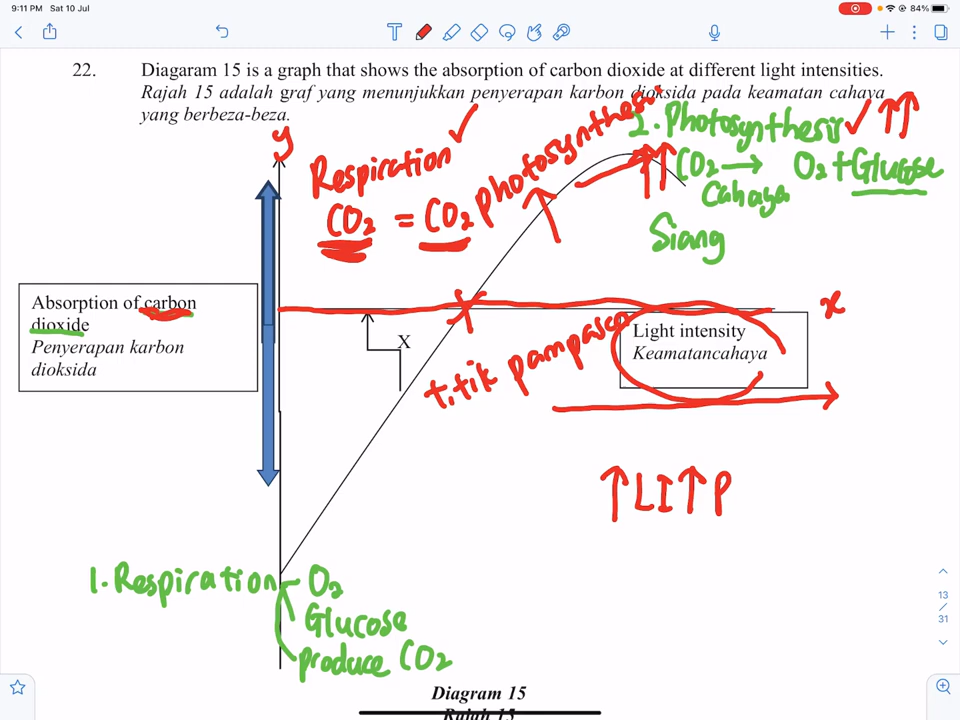 9:11 PM Sat 10 Jul
84%
22. Diagaram 15 is a graph that shows the absorption of carbon dioxide at different light intensities.
Rajah 15 adalah graf yang menunjukkan penyerapan karbon dioksida pada keamatan cahaya
yang berbeza-beza.
y
Respiration
CO2 = CO2 photosynthesis
2. Photosynthesis
CO2 → O2 + Glucose
Cahaya
Siang
Absorption of carbon
dioxide
Penyerapan karbon
dioksida
x
X
Light intensity
Keamatancahaya
titik pampasan
↑ LI ↑ P
1. Respiration - O2
Glucose
produce CO2
13
/
31
Diagram 15
Rajah 15